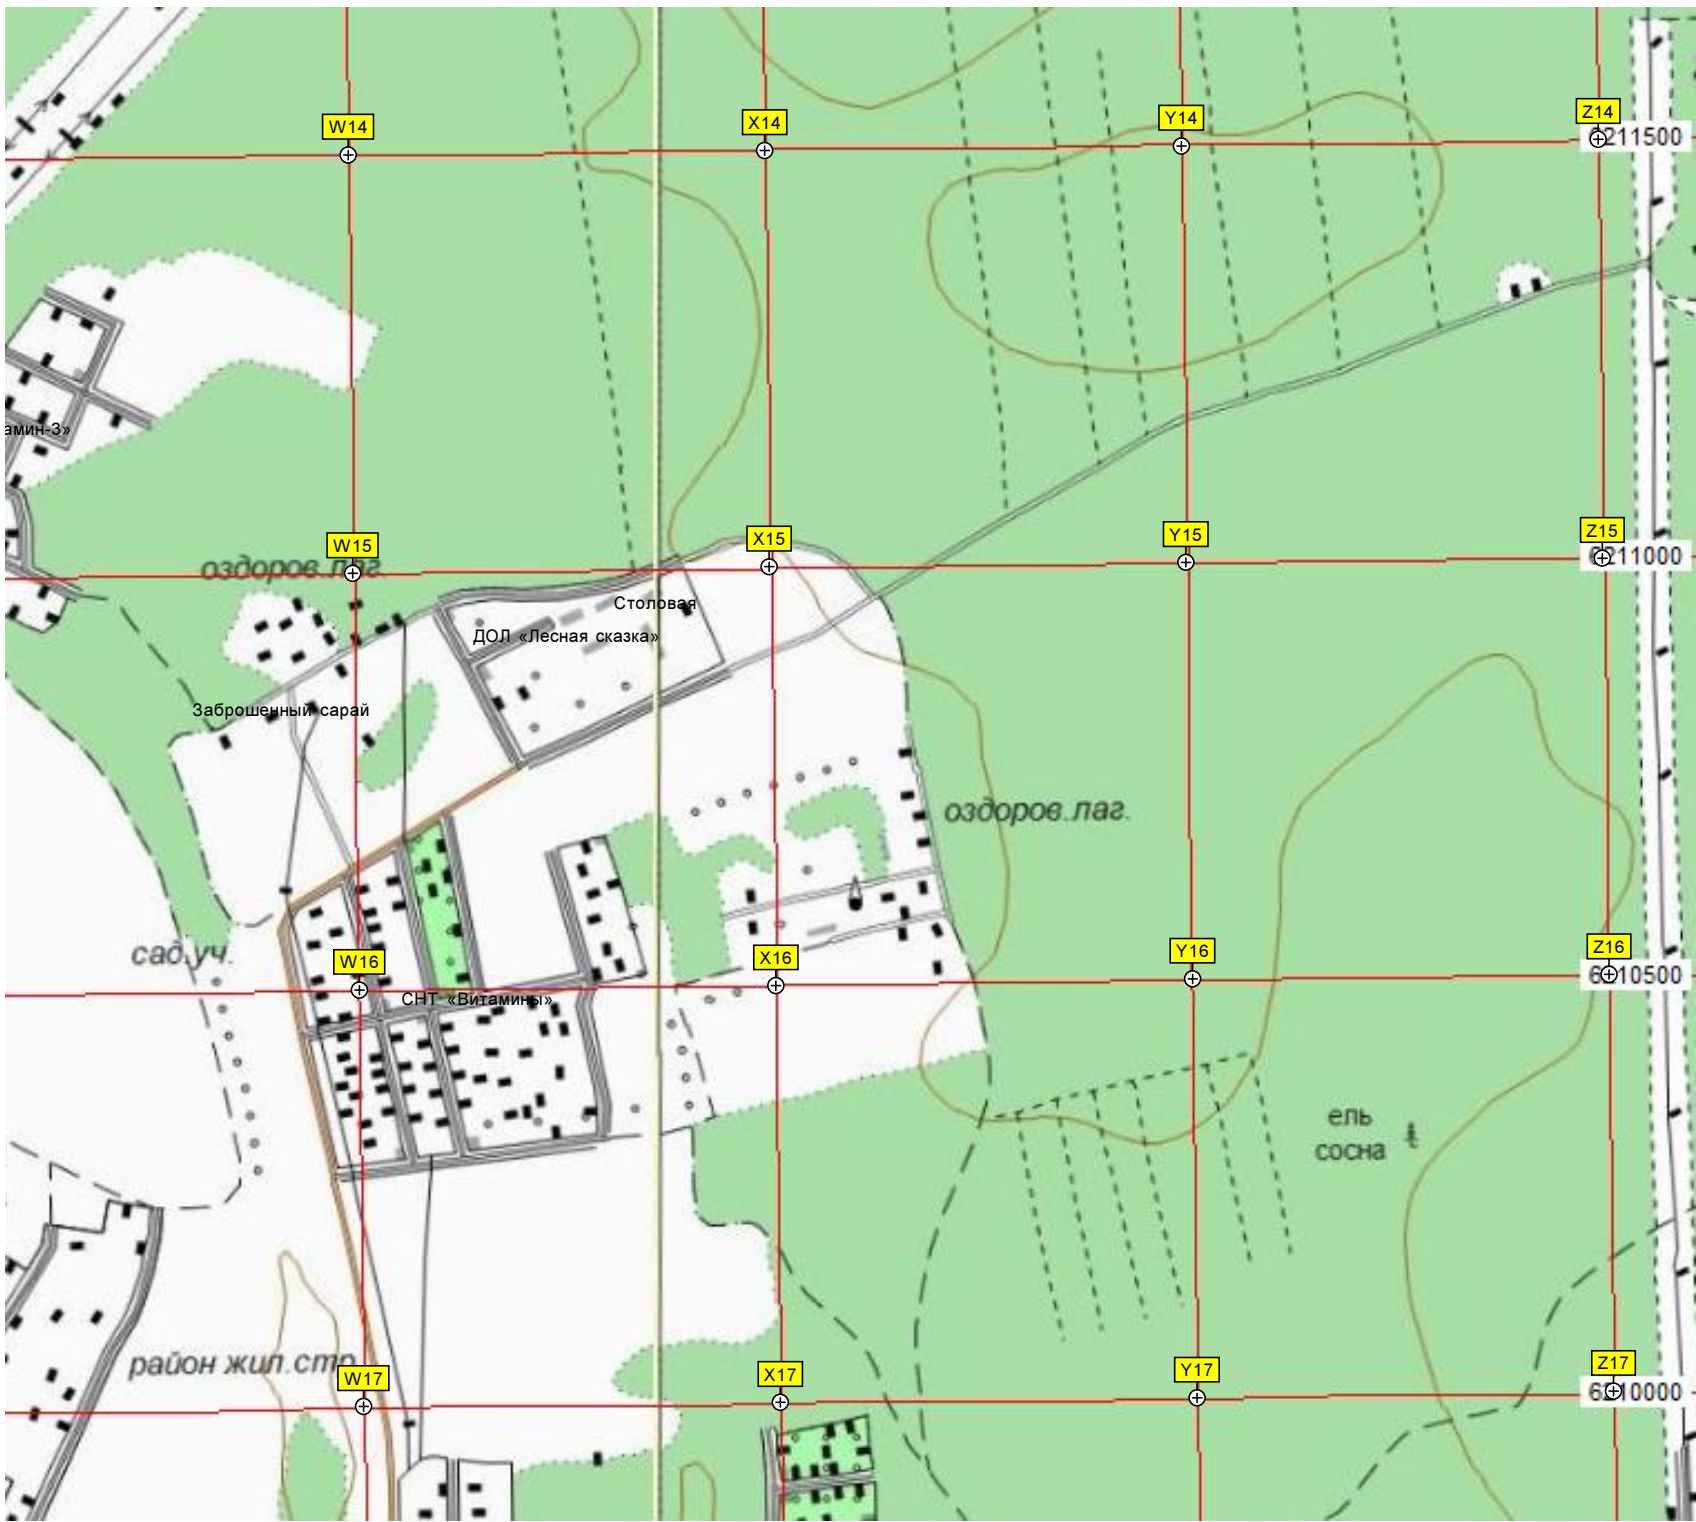 W14
X14
Y14
Z14
6211500
амин-3»
W15
X15
Y15
Z15
6211000
оздоров.лаг.
Столовая
ДОЛ «Лесная сказка»
Заброшенный сарай
оздоров.лаг.
сад.уч.
W16
X16
Y16
Z16
6210500
СНТ «Витамины»
ель
сосна
район жил.стр.
W17
X17
Y17
Z17
6210000